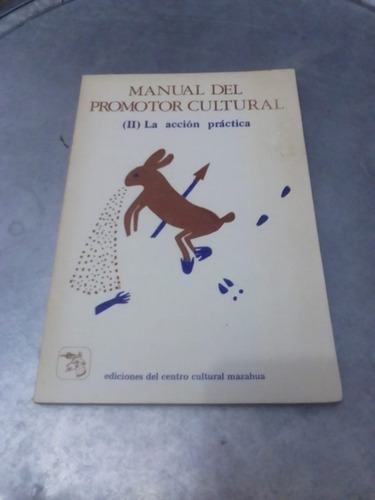 MANUAL DEL
PROMOTOR CULTURAL
(II) La acción práctica
ediciones del centro cultural mazahua